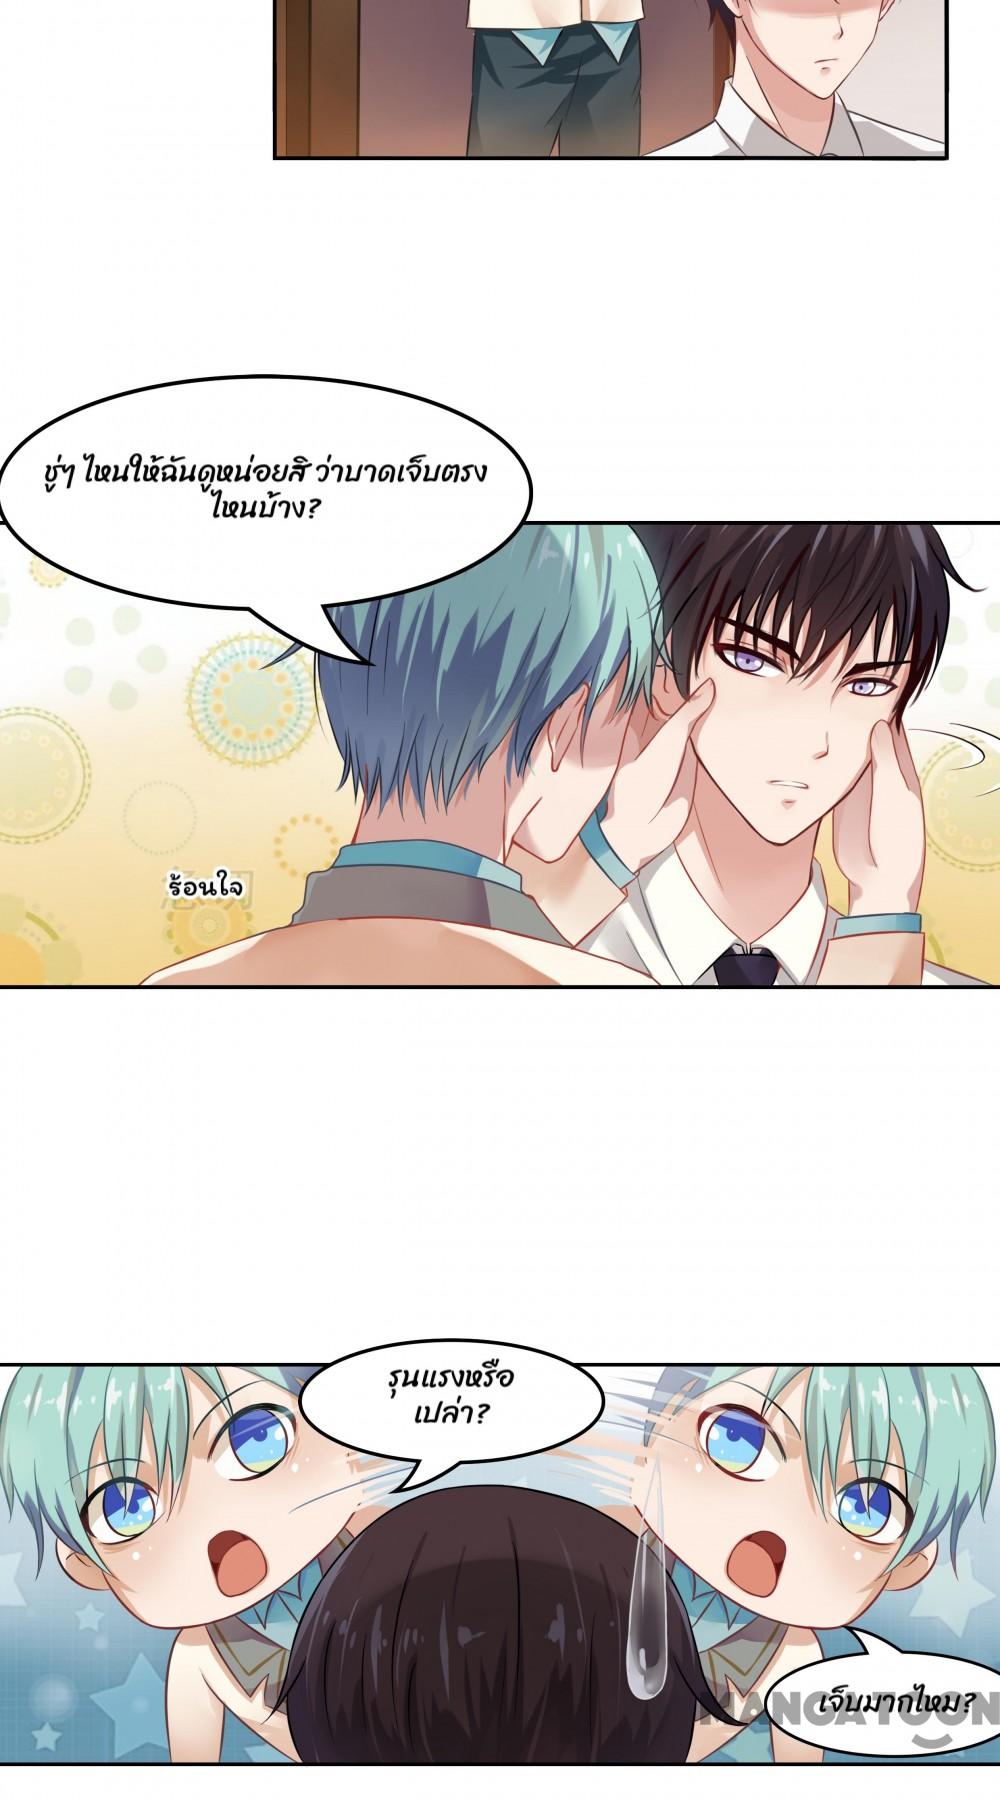 ชู่ๆ ไหนให้ฉันดูหน่อยสิ ว่าบาดเจ็บตรง
ไหนบ้าง?
ร้อนใจ
รุนแรงหรือ
เปล่า?
เจ็บมากไหม?
MANGATOON